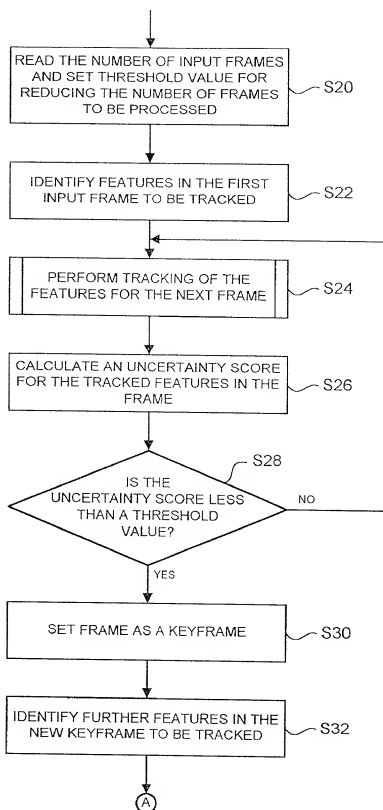 READ THE NUMBER OF INPUT FRAMES
AND SET THRESHOLD VALUE FOR
REDUCING THE NUMBER OF FRAMES
TO BE PROCESSED
S20
IDENTIFY FEATURES IN THE FIRST
INPUT FRAME TO BE TRACKED
S22
PERFORM TRACKING OF THE
FEATURES FOR THE NEXT FRAME
S24
CALCULATE AN UNCERTAINTY SCORE
FOR THE TRACKED FEATURES IN THE
FRAME
S26
S28
IS THE
UNCERTAINTY SCORE LESS
THAN A THRESHOLD
VALUE?
NO
YES
SET FRAME AS A KEYFRAME
S30
IDENTIFY FURTHER FEATURES IN THE
NEW KEYFRAME TO BE TRACKED
S32
A